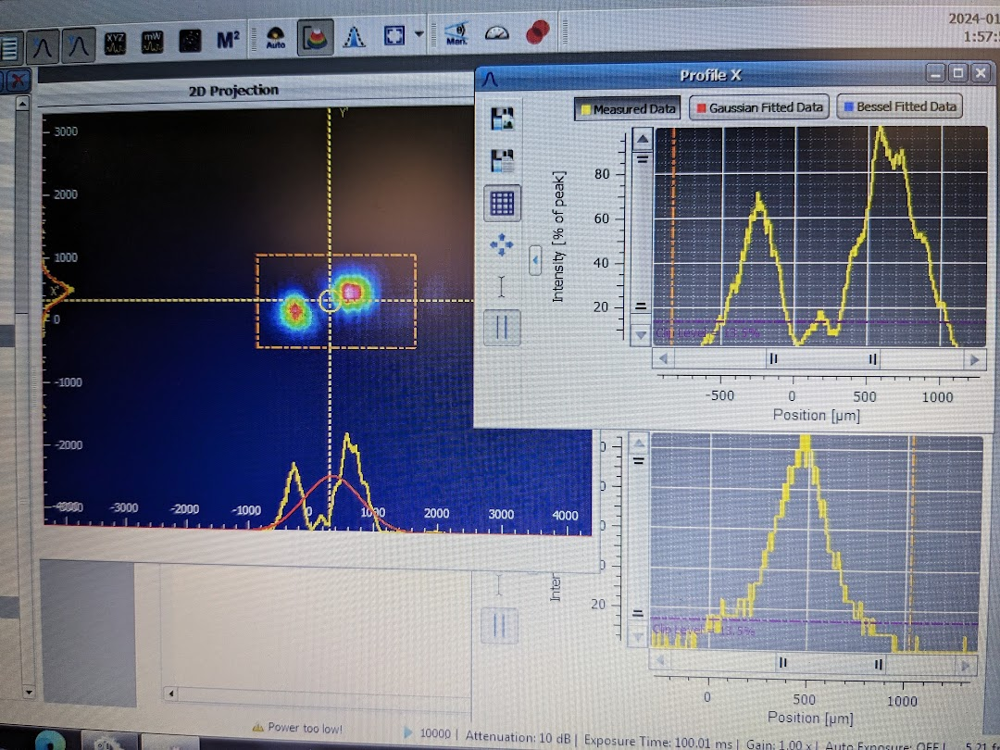 2024-01
1:57:5
XYZ
mW
M²
Auto
Man.
2D Projection
Profile X
Measured Data
Gaussian Fitted Data
Bessel Fitted Data
Y
X
3000
2000
1000
0
-1000
-2000
-3000
-2000
-1000
0
1000
2000
3000
4000
Intensity [% of peak]
80
60
40
20
Clip Level = 13.5%
-500
0
500
1000
Position [µm]
20
Clip Level = 13.5%
0
500
1000
Position [µm]
Power too low!
10000 | Attenuation: 10 dB | Exposure Time: 100.01 ms | Gain: 1.00 x | Auto Exposure: OFF | 5.21